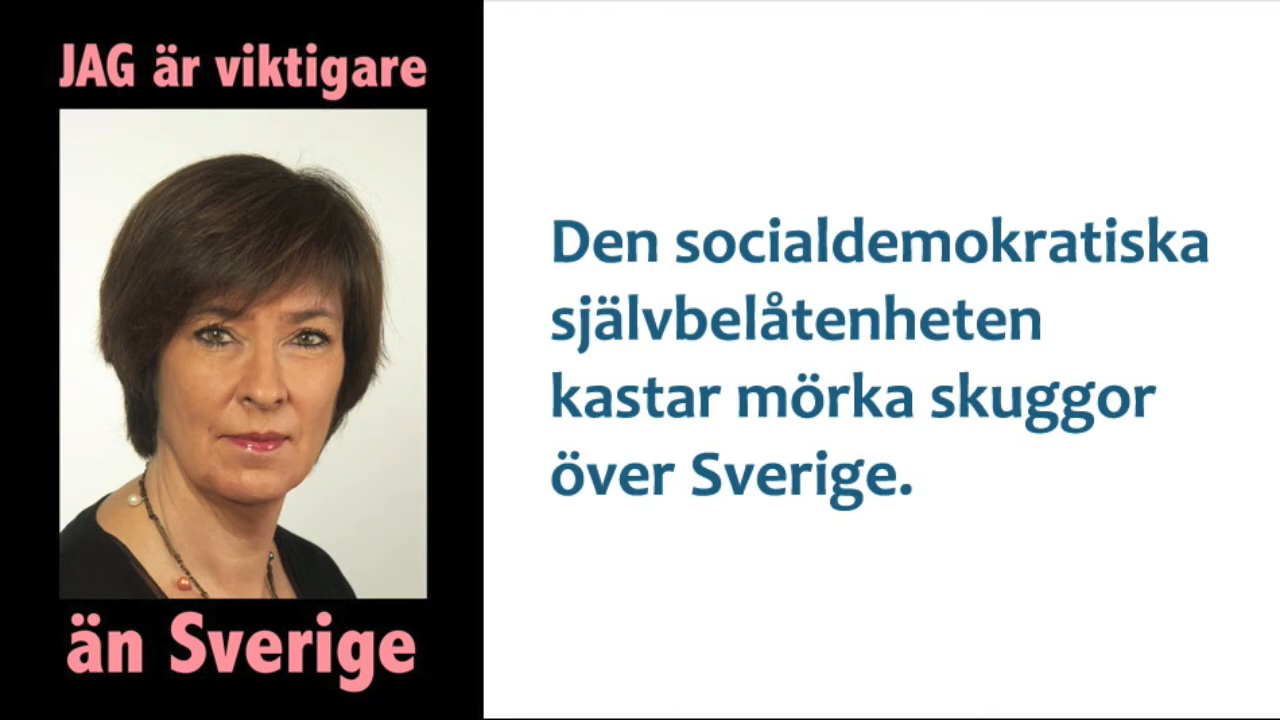 JAG är viktigare
än Sverige
Den socialdemokratiska
självbelåtenheten
kastar mörka skuggor
över Sverige.